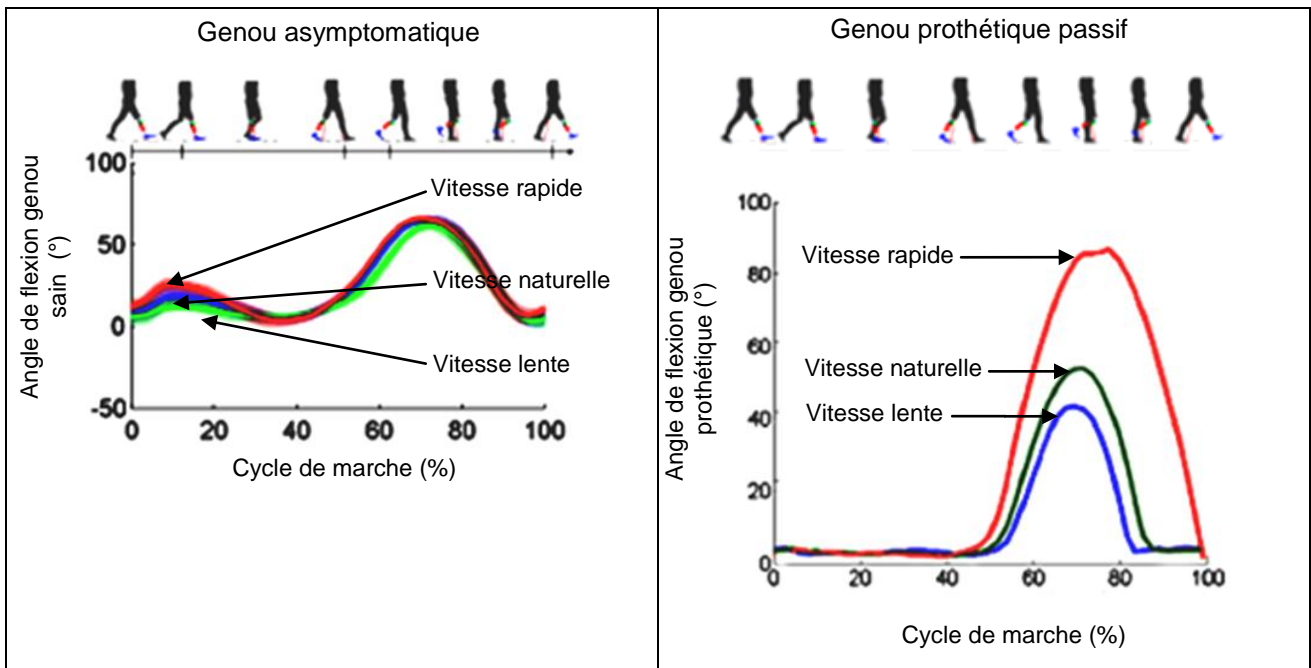 Genou asymptomatique
100
50
0
-50
Angle de flexion genou
sain (°)
Vitesse rapide
Vitesse naturelle
Vitesse lente
0 20 40 60 80 100
Cycle de marche (%)
Genou prothétique passif
100
80
60
40
20
0
Angle de flexion genou
prothétique (°)
Vitesse rapide
Vitesse naturelle
Vitesse lente
0 20 40 60 80 100
Cycle de marche (%)